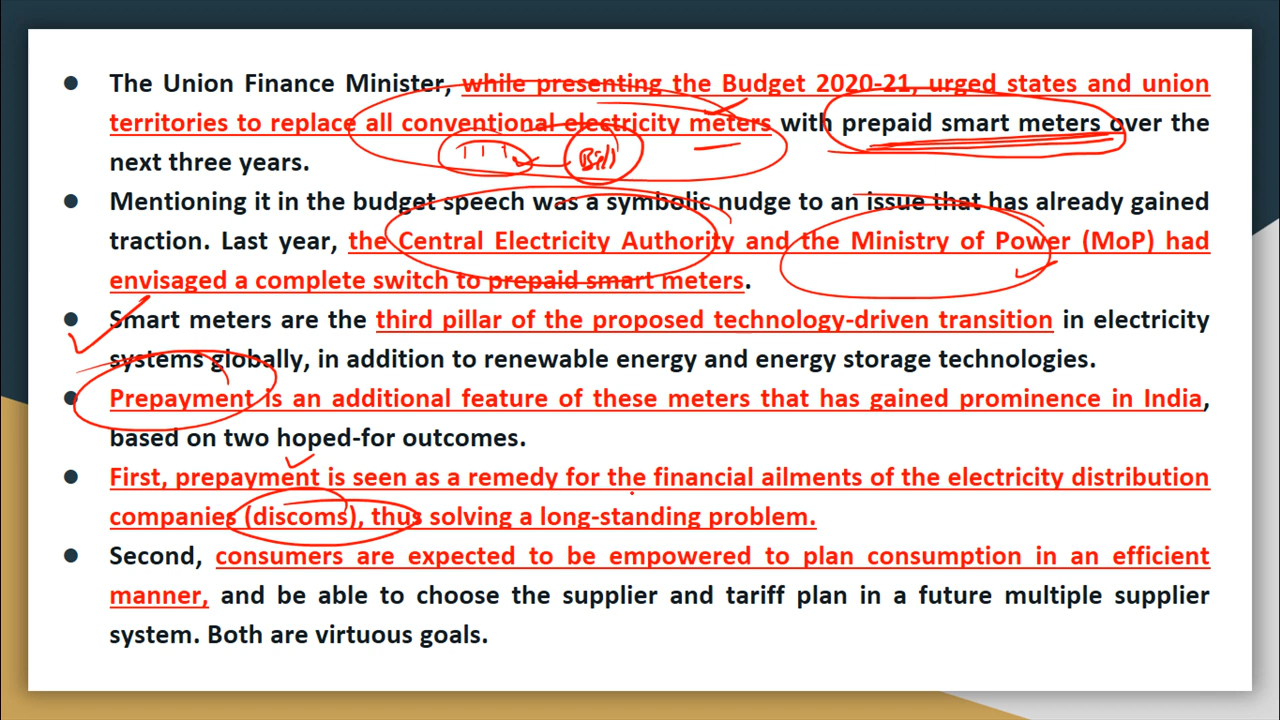 ● The Union Finance Minister, while presenting the Budget 2020-21, urged states and union
territories to replace all conventional electricity meters with prepaid smart meters over the
Bill
next three years.
● Mentioning it in the budget speech was a symbolic nudge to an issue that has already gained
traction. Last year, the Central Electricity Authority and the Ministry of Power (MoP) had
envisaged a complete switch to prepaid smart meters.
● Smart meters are the third pillar of the proposed technology-driven transition in electricity
systems globally, in addition to renewable energy and energy storage technologies.
● Prepayment is an additional feature of these meters that has gained prominence in India,
based on two hoped-for outcomes.
● First, prepayment is seen as a remedy for the financial ailments of the electricity distribution
companies (discoms), thus solving a long-standing problem.
● Second, consumers are expected to be empowered to plan consumption in an efficient
manner, and be able to choose the supplier and tariff plan in a future multiple supplier
system. Both are virtuous goals.